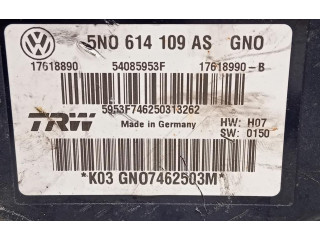 5N0 614 109 AS GNO
17618890 54085953F 17618990-B
5953F746250313262
TRW Made in Germany HW: H07
SW: 0150
*K03 GNO7462503M*